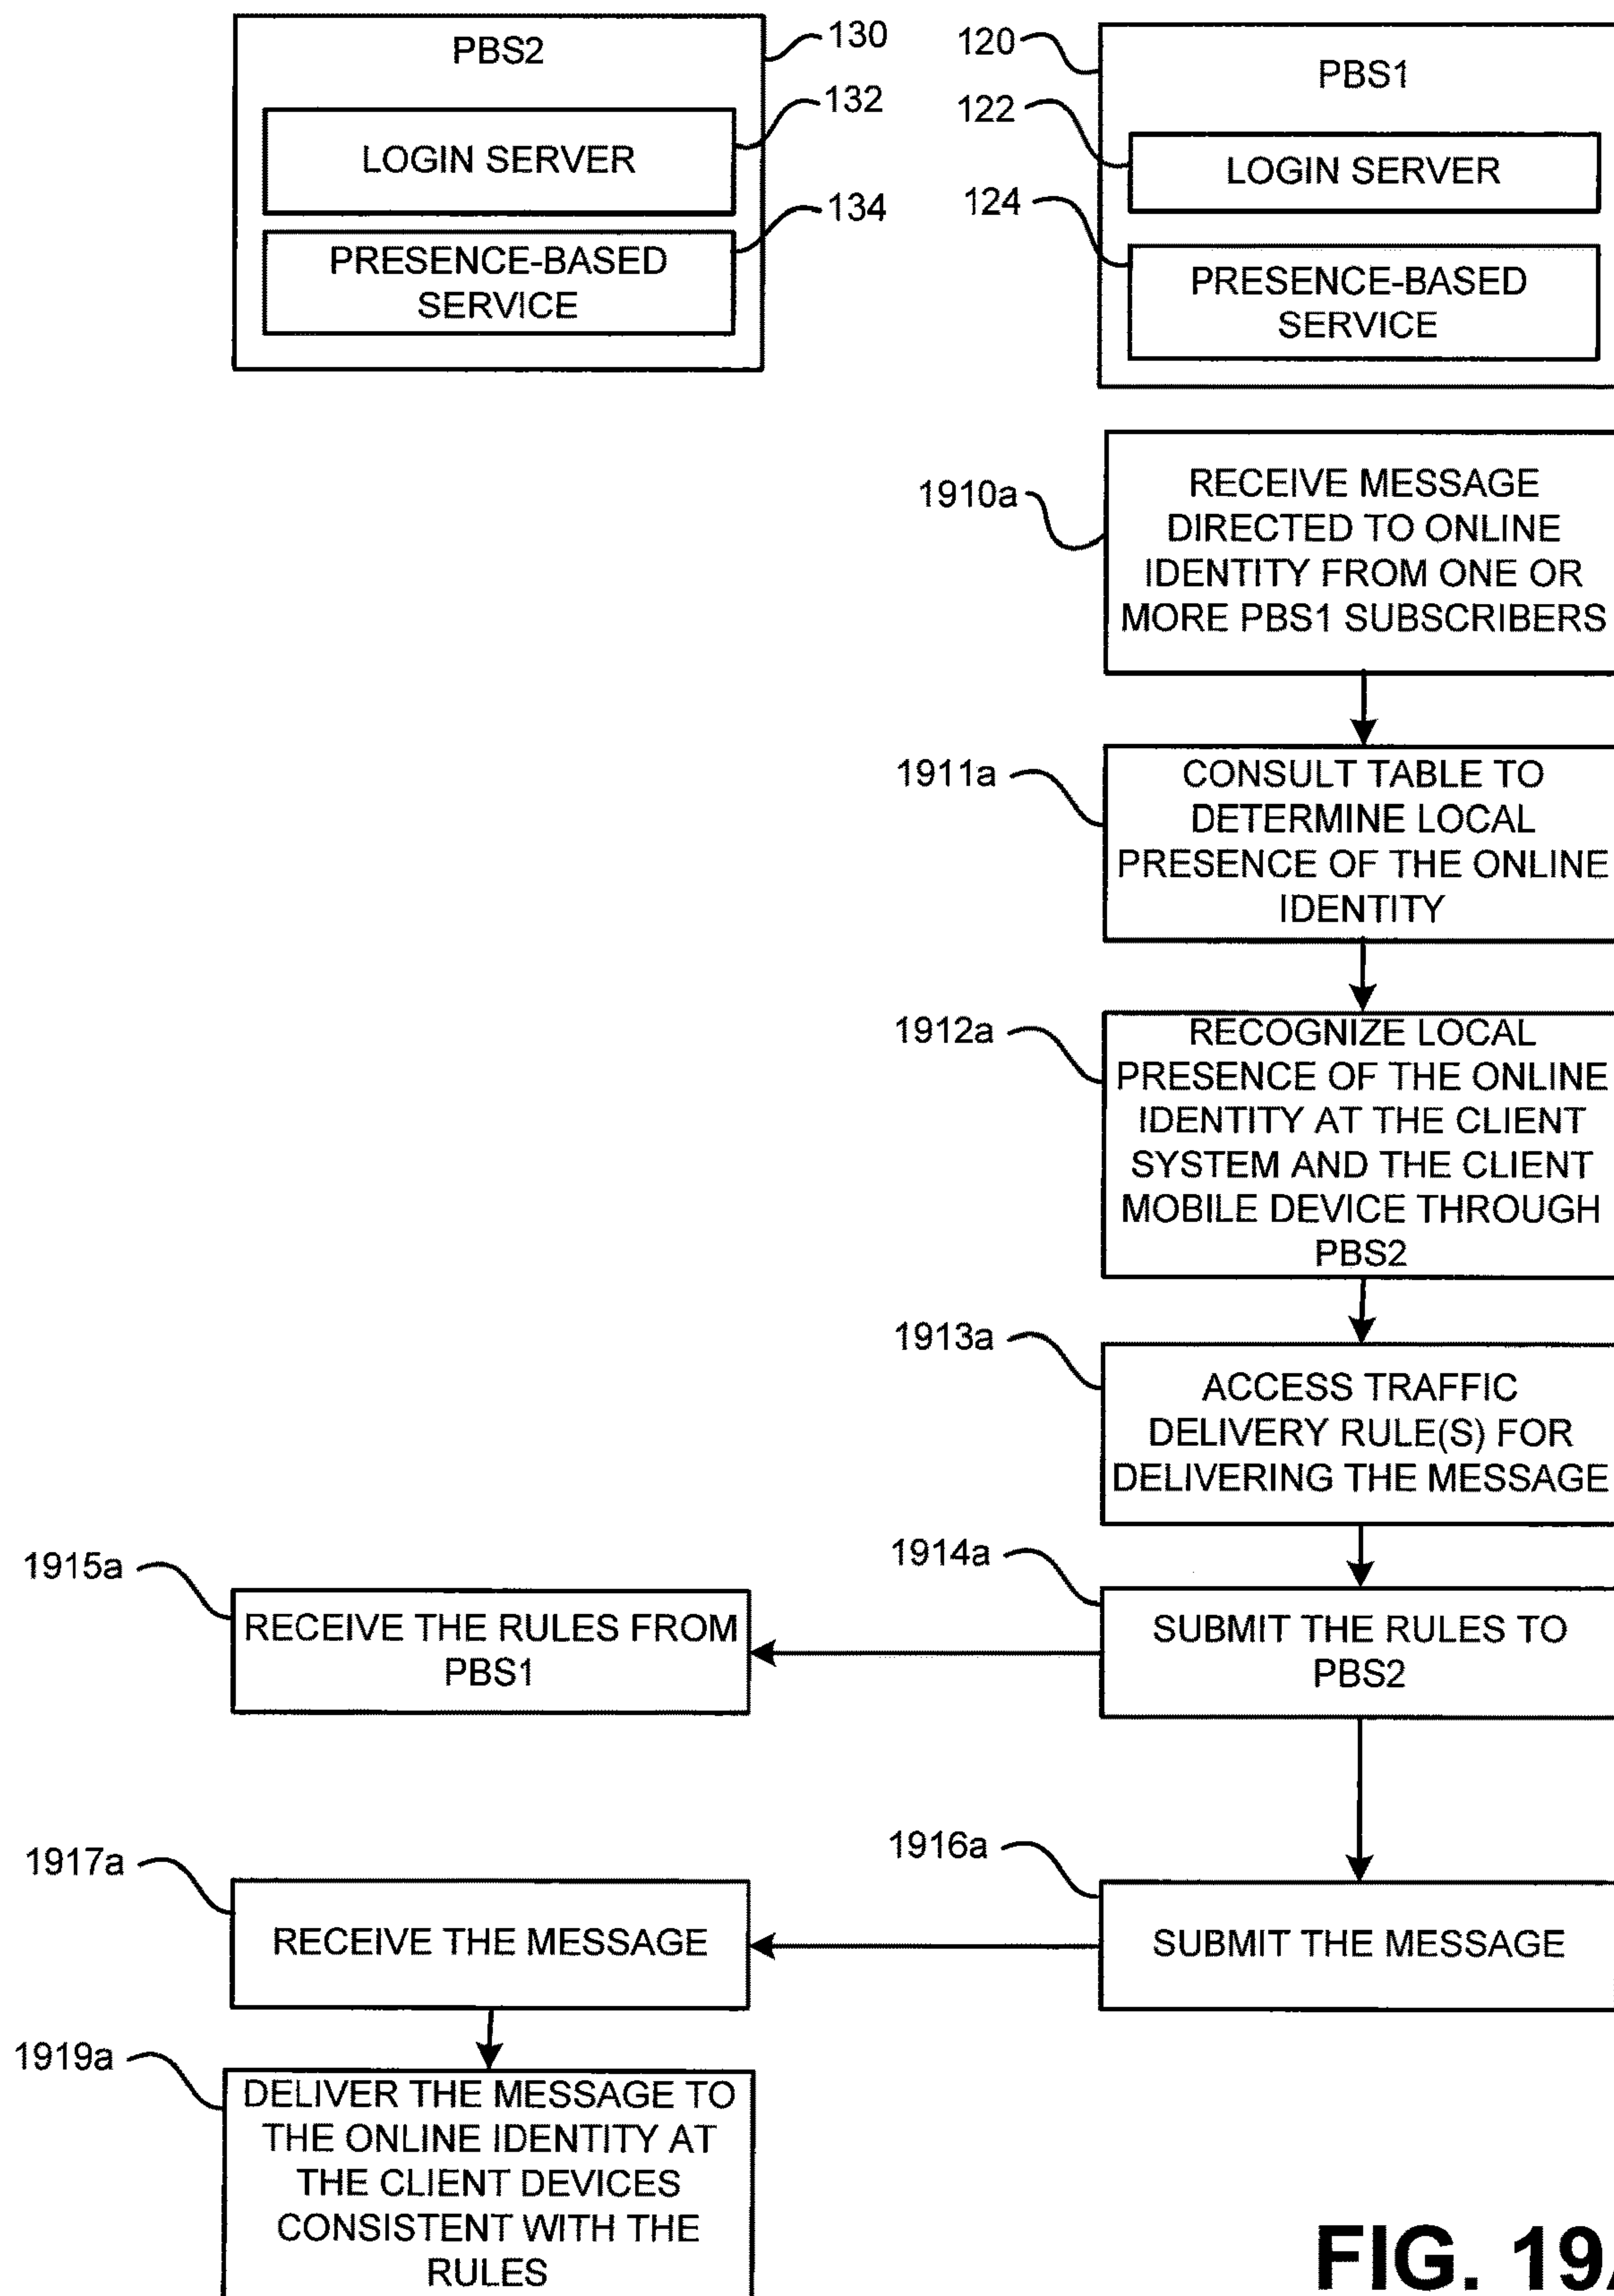 PBS2
130
132
LOGIN SERVER
134
PRESENCE-BASED
SERVICE
120
PBS1
122
LOGIN SERVER
124
PRESENCE-BASED
SERVICE
1910a
RECEIVE MESSAGE
DIRECTED TO ONLINE
IDENTITY FROM ONE OR
MORE PBS1 SUBSCRIBERS
1911a
CONSULT TABLE TO
DETERMINE LOCAL
PRESENCE OF THE ONLINE
IDENTITY
1912a
RECOGNIZE LOCAL
PRESENCE OF THE ONLINE
IDENTITY AT THE CLIENT
SYSTEM AND THE CLIENT
MOBILE DEVICE THROUGH
PBS2
1913a
ACCESS TRAFFIC
DELIVERY RULE(S) FOR
DELIVERING THE MESSAGE
1914a
SUBMIT THE RULES TO
PBS2
1915a
RECEIVE THE RULES FROM
PBS1
1916a
SUBMIT THE MESSAGE
1917a
RECEIVE THE MESSAGE
1919a
DELIVER THE MESSAGE TO
THE ONLINE IDENTITY AT
THE CLIENT DEVICES
CONSISTENT WITH THE
RULES
FIG. 19A